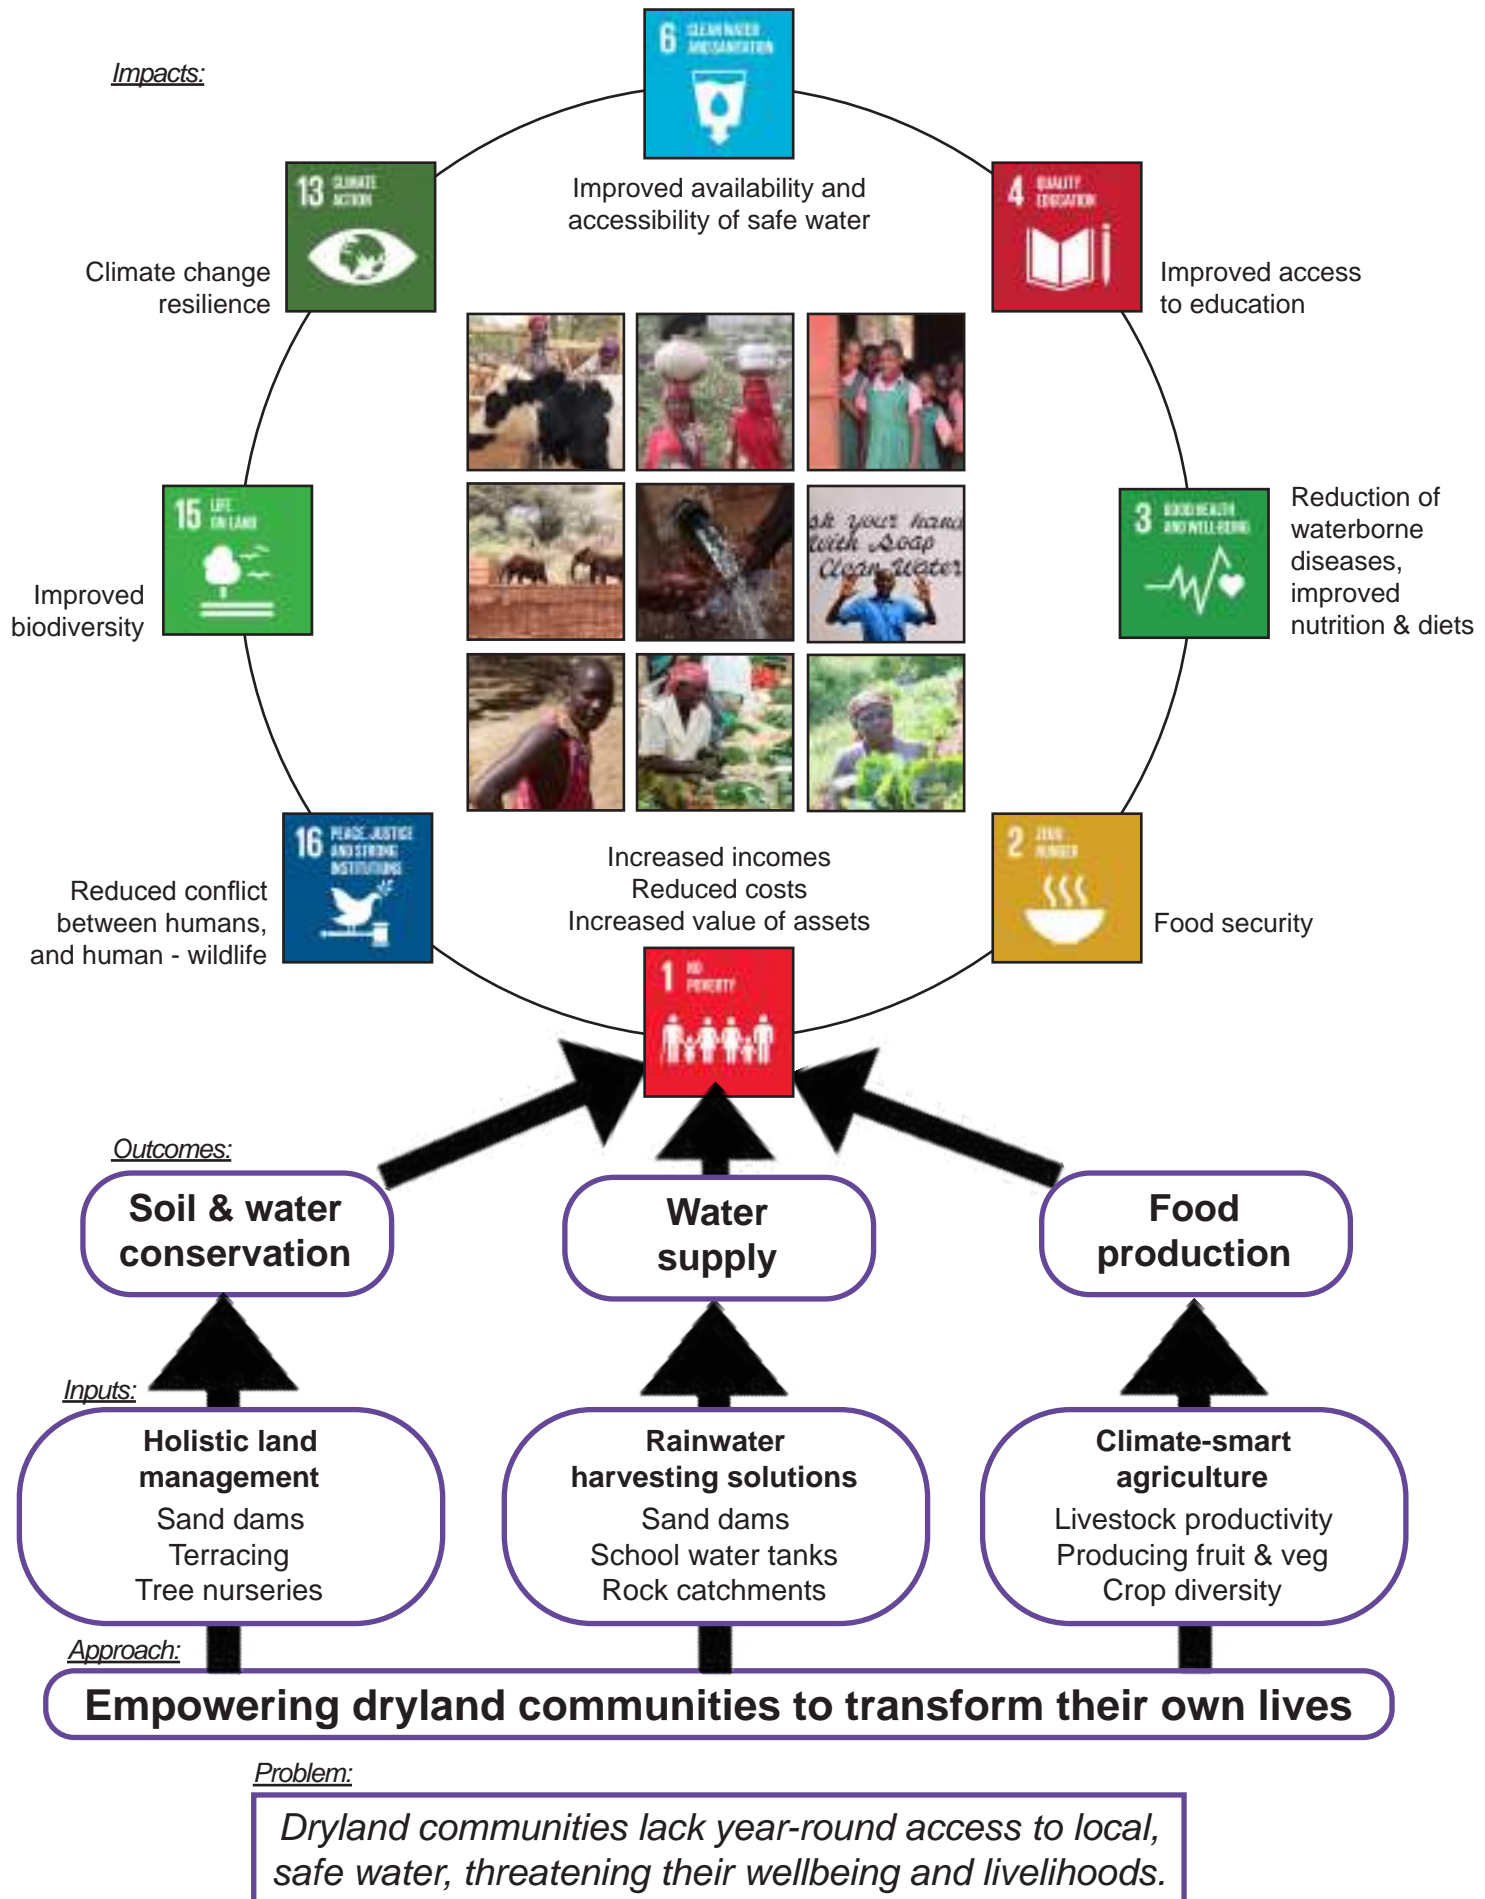 Impacts:
6 CLEAN WATER
AND SANITATION
Improved availability and
accessibility of safe water
13 CLIMATE
ACTION
Climate change
resilience
4 QUALITY
EDUCATION
Improved access
to education
15 LIFE
ON LAND
Improved
biodiversity
sh your hand
with soap
Clean water
3 GOOD HEALTH
AND WELL-BEING
Reduction of
waterborne
diseases,
improved
nutrition & diets
16 PEACE, JUSTICE
AND STRONG
INSTITUTIONS
Reduced conflict
between humans,
and human - wildlife
Increased incomes
Reduced costs
Increased value of assets
2 ZERO
HUNGER
Food security
1 NO
POVERTY
Outcomes:
Soil & water
conservation
Water
supply
Food
production
Inputs:
Holistic land
management
Sand dams
Terracing
Tree nurseries
Rainwater
harvesting solutions
Sand dams
School water tanks
Rock catchments
Climate-smart
agriculture
Livestock productivity
Producing fruit & veg
Crop diversity
Approach:
Empowering dryland communities to transform their own lives
Problem:
Dryland communities lack year-round access to local,
safe water, threatening their wellbeing and livelihoods.